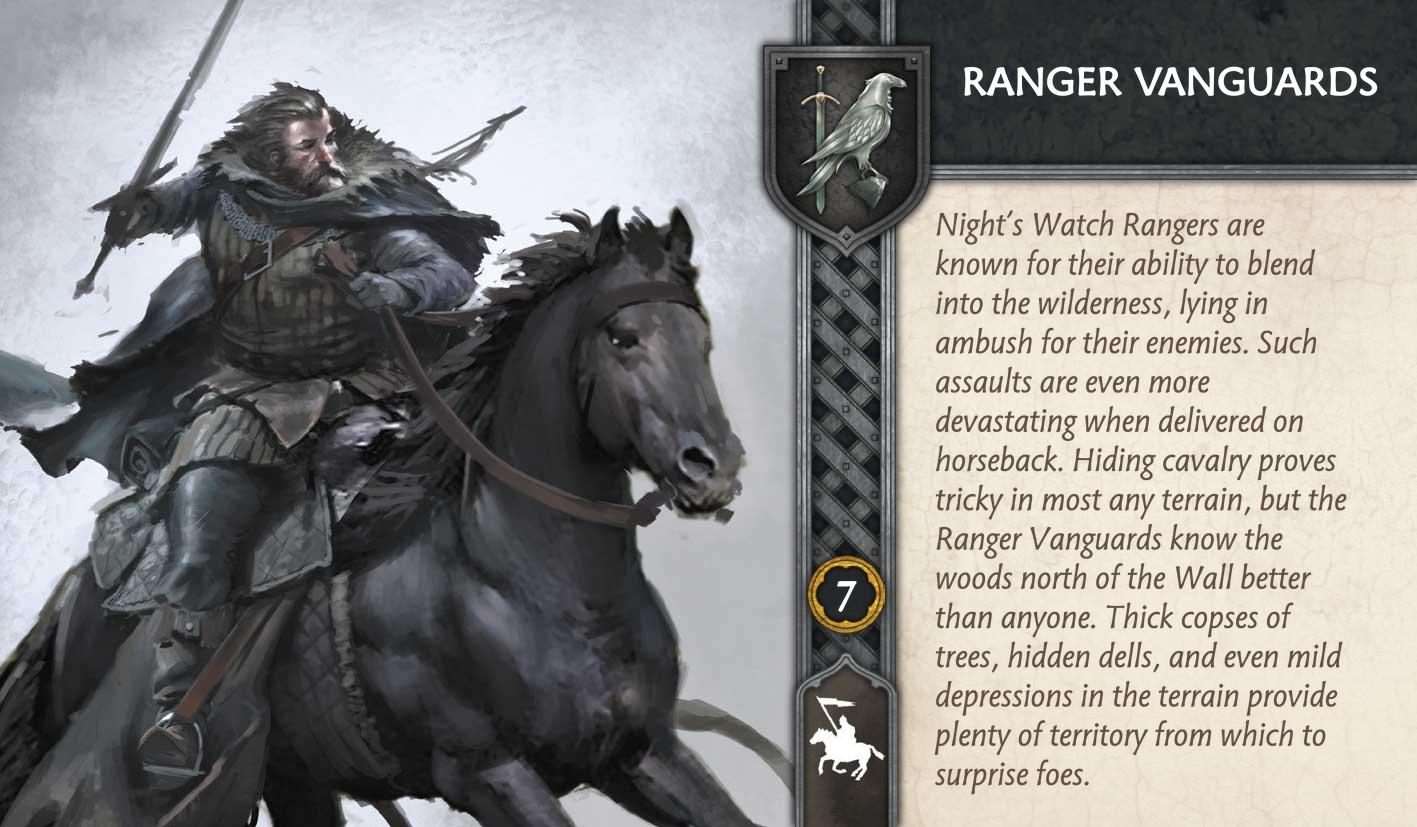 RANGER VANGUARDS
Night's Watch Rangers are
known for their ability to blend
into the wilderness, lying in
ambush for their enemies. Such
assaults are even more
devastating when delivered on
horseback. Hiding cavalry proves
tricky in most any terrain, but the
Ranger Vanguards know the
woods north of the Wall better
than anyone. Thick copses of
trees, hidden dells, and even mild
depressions in the terrain provide
plenty of territory from which to
surprise foes.
7